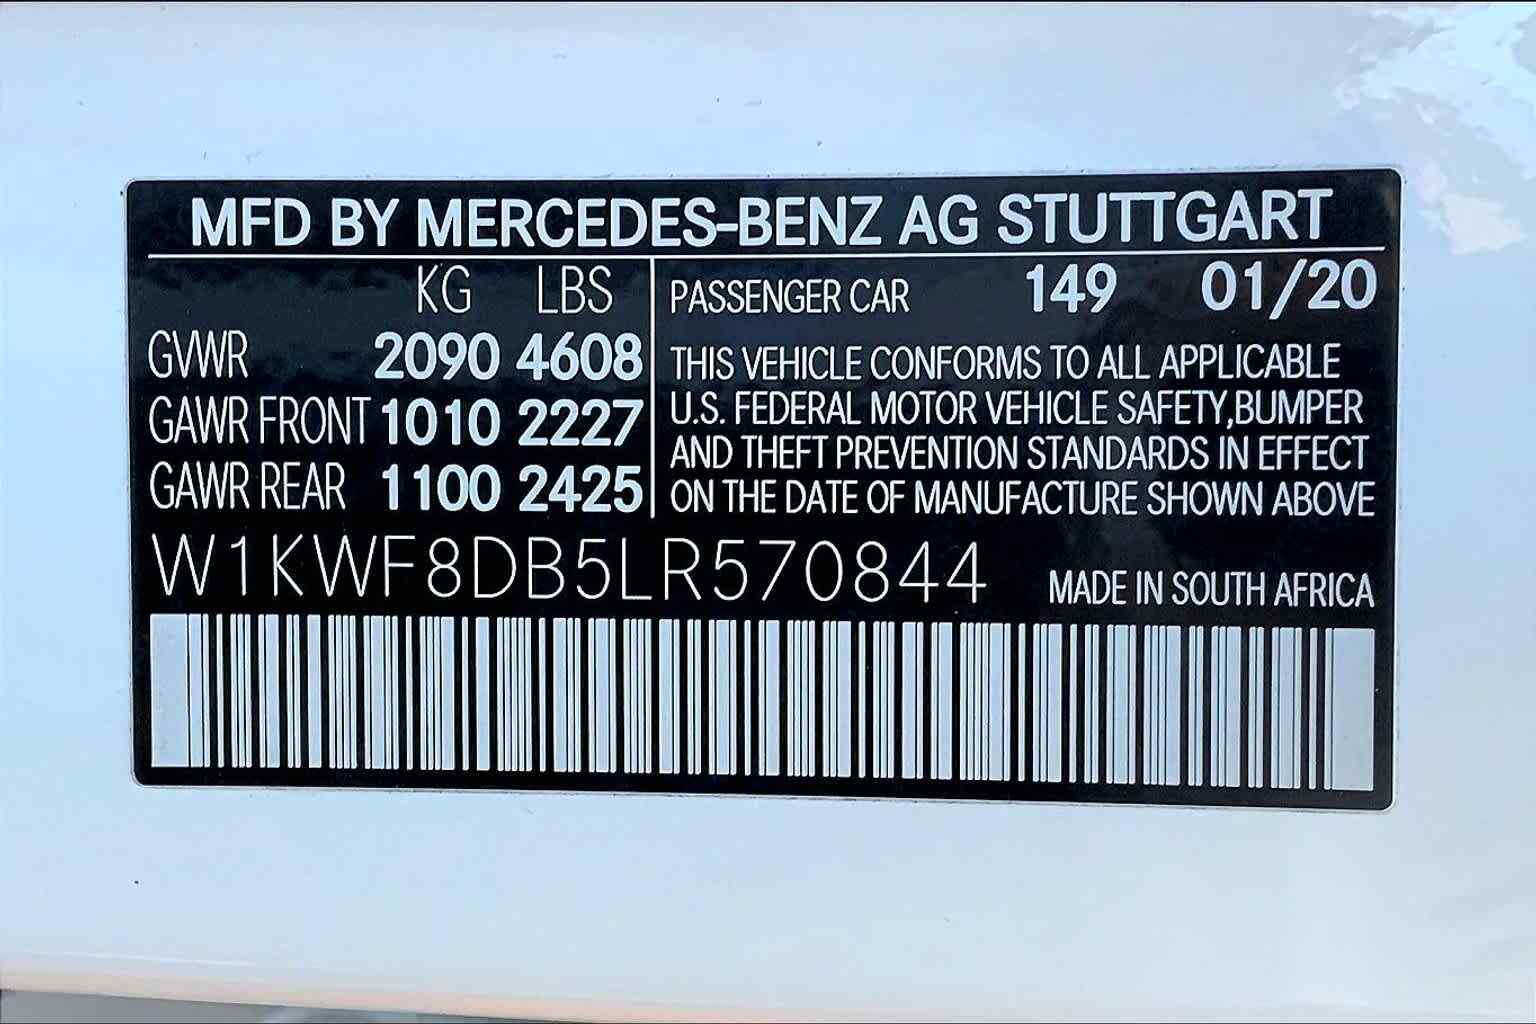 MFD BY MERCEDES-BENZ AG STUTTGART
KG LBS
GVWR 2090 4608
GAWR FRONT 1010 2227
GAWR REAR 1100 2425
PASSENGER CAR 149 01/20
THIS VEHICLE CONFORMS TO ALL APPLICABLE
U.S. FEDERAL MOTOR VEHICLE SAFETY,BUMPER
AND THEFT PREVENTION STANDARDS IN EFFECT
ON THE DATE OF MANUFACTURE SHOWN ABOVE
W1KWF8DB5LR570844
MADE IN SOUTH AFRICA